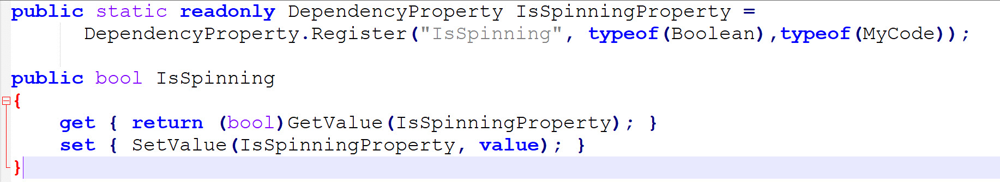 public static readonly DependencyProperty IsSpinningProperty =
DependencyProperty.Register("IsSpinning", typeof(Boolean),typeof(MyCode));
public bool IsSpinning
{
get { return (bool)GetValue(IsSpinningProperty); }
set { SetValue(IsSpinningProperty, value); }
}